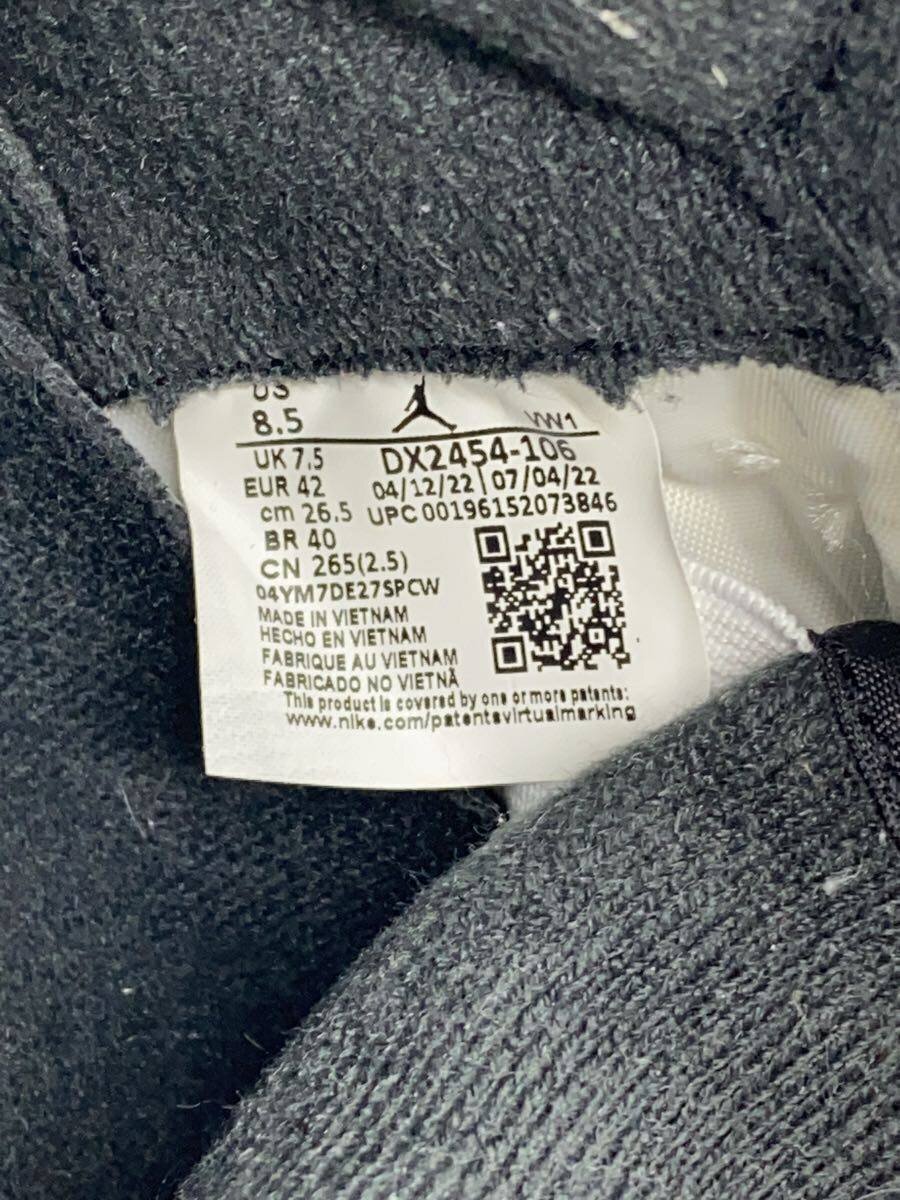 US
8.5
VW1
UK 7.5
DX2454-106
EUR 42
04/12/22 | 07/04/22
cm 26.5
UPC 00196152073846
BR 40
CN 265(2.5)
04YM7DE27SPCW
MADE IN VIETNAM
HECHO EN VIETNAM
FABRIQUE AU VIETNAM
FABRICADO NO VIETNÃ
This product is covered by one or more patents:
www.nike.com/patentsvirtualmarking